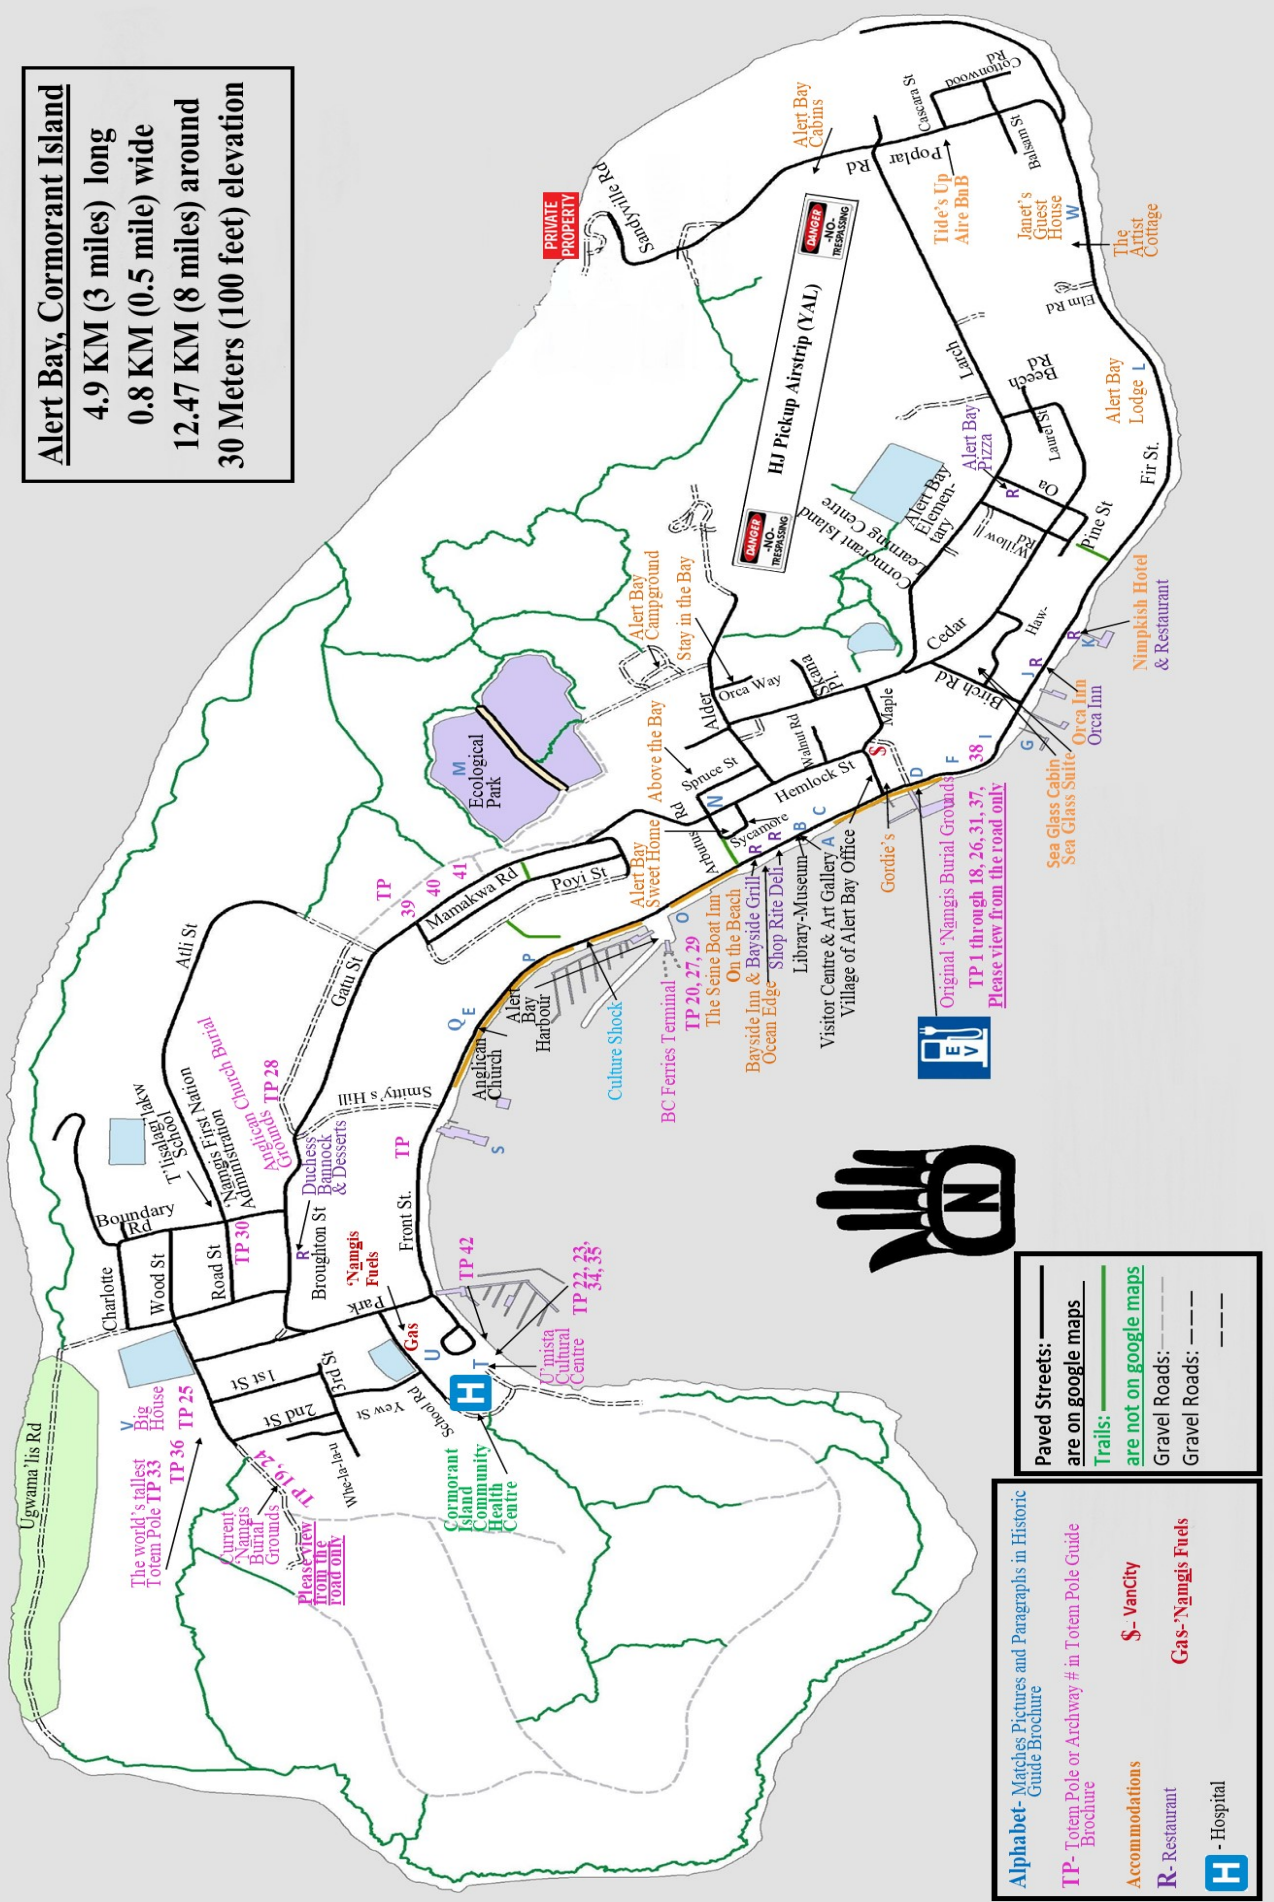 Alert Bay, Cormorant Island
4.9 KM (3 miles) long
0.8 KM (0.5 mile) wide
12.47 KM (8 miles) around
30 Meters (100 feet) elevation
PRIVATE
PROPERTY
Sandyville Rd
Alert Bay
Cabins
Cascara St
Cottonwood
Rd
Balsam St
Poplar
Rd
Tide's Up
Aire BnB
Janet's
Guest
House
W
The
Artist
Cottage
Elm Rd
DANGER
-NO-
TRESPASSING
HJ Pickup Airstrip (YAL)
DANGER
-NO-
TRESPASSING
Larch
Beech
Rd
Laurel St
Alert Bay
Lodge
L
Fir St.
Alert Bay
Pizza
R
Oa
Willow
Rd
Pine St
Alert Bay
Elemen-
tary
Cormorant Island
Learning Centre
Cedar
Haw-
Birch Rd
Nimpkish Hotel
& Restaurant
R
K
R
J
Orca Inn
Orca Inn
G
I
Sea Glass Cabin
Sea Glass Suite
Alert Bay
Campground
Stay in the Bay
Orca Way
Skana
Pl.
Alder
Maple
Walnut Rd
Hemlock St
Spruce St
Above the Bay
Alert Bay
Sweet Home
Arbutus
Rd
N
Sycamore
M
Ecological
Park
$
F
38
D
C
B
A
R
R
Original 'Namgis Burial Grounds
TP 1 through 18, 26, 31, 37,
Please view from the road only
EV
Gordie's
Visitor Centre & Art Gallery
Village of Alert Bay Office
Library-Museum
Shop Rite Deli
Bayside Inn & Bayside Grill
Ocean Edge
The Seine Boat Inn
On the Beach
BC Ferries Terminal
TP 20, 27, 29
O
Culture Shock
Alert
Bay
Harbour
P
Q E
Anglican
Church
TP
39
40
41
Mamakwa Rd
Poyi St
Atli St
Gatu St
Smitty's Hill
S
TP
Front St.
Anglican Church Burial
Grounds TP 28
T'lisalagi'lakw
School
'Namgis First Nation
Administration
Duchess
Bannock
& Desserts
R
Boundary
Rd
Charlotte
Wood St
Road St
TP 30
Broughton St
'Namgis
Fuels
Park
Gas
U
TP 42
TP 22, 23,
34, 35
U'mista
Cultural
Centre
T
H
Cormorant
Island
Community
Health
Centre
School Rd
Yew St
3rd St
2nd St
1st St
Whe-la-la-u
Ugwama'lis Rd
V
Big
House
TP 25
TP 36
The world's tallest
Totem Pole TP 33
TP 19, 24
Current
'Namgis
Burial
Grounds
Please view
from the
road only
N
Paved Streets:
are on google maps
Trails:
are not on google maps
Gravel Roads:
Gravel Roads:
Alphabet- Matches Pictures and Paragraphs in Historic
Guide Brochure
TP- Totem Pole or Archway # in Totem Pole Guide
Brochure
Accommodations
$- VanCity
R- Restaurant
Gas-'Namgis Fuels
H - Hospital